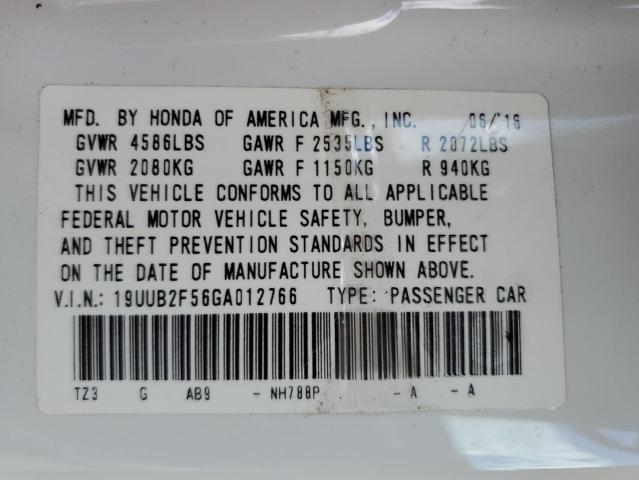 MFD. BY HONDA OF AMERICA MFG., INC. 06/16
GVWR 4586LBS GAWR F 2535LBS R 2072LBS
GVWR 2080KG GAWR F 1150KG R 940KG
THIS VEHICLE CONFORMS TO ALL APPLICABLE
FEDERAL MOTOR VEHICLE SAFETY, BUMPER,
AND THEFT PREVENTION STANDARDS IN EFFECT
ON THE DATE OF MANUFACTURE SHOWN ABOVE.
V.I.N.: 19UUB2F56GA012766 TYPE: PASSENGER CAR
TZ3 G AB9 - NH788P - A - A